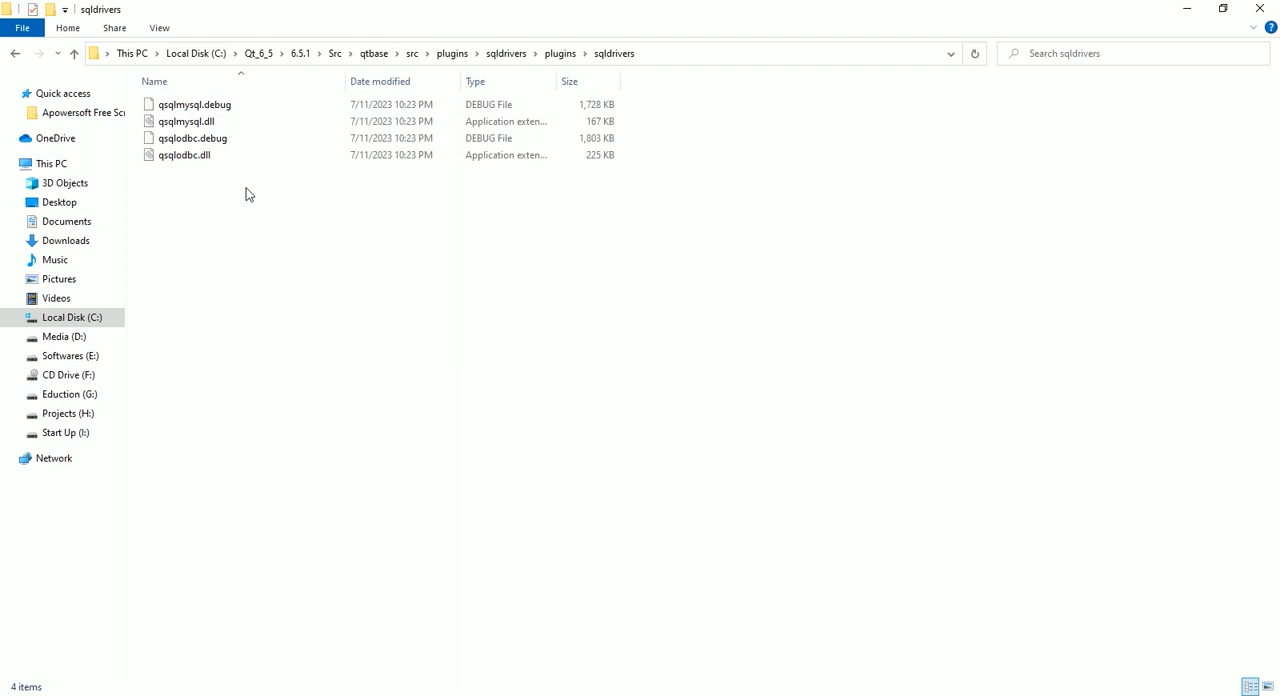 sqldrivers
File Home Share View
This PC Local Disk (C:) Qt_6_5 6.5.1 Src qtbase src plugins sqldrivers plugins sqldrivers Search sqldrivers
Name Date modified Type Size
qsqlmysql.debug 7/11/2023 10:23 PM DEBUG File 1,728 KB
qsqlmysql.dll 7/11/2023 10:23 PM Application exten... 167 KB
qsqlodbc.debug 7/11/2023 10:23 PM DEBUG File 1,803 KB
qsqlodbc.dll 7/11/2023 10:23 PM Application exten... 225 KB
Quick access
Apowersoft Free Scr
OneDrive
This PC
3D Objects
Desktop
Documents
Downloads
Music
Pictures
Videos
Local Disk (C:)
Media (D:)
Softwares (E:)
CD Drive (F:)
Eduction (G:)
Projects (H:)
Start Up (I:)
Network
4 items